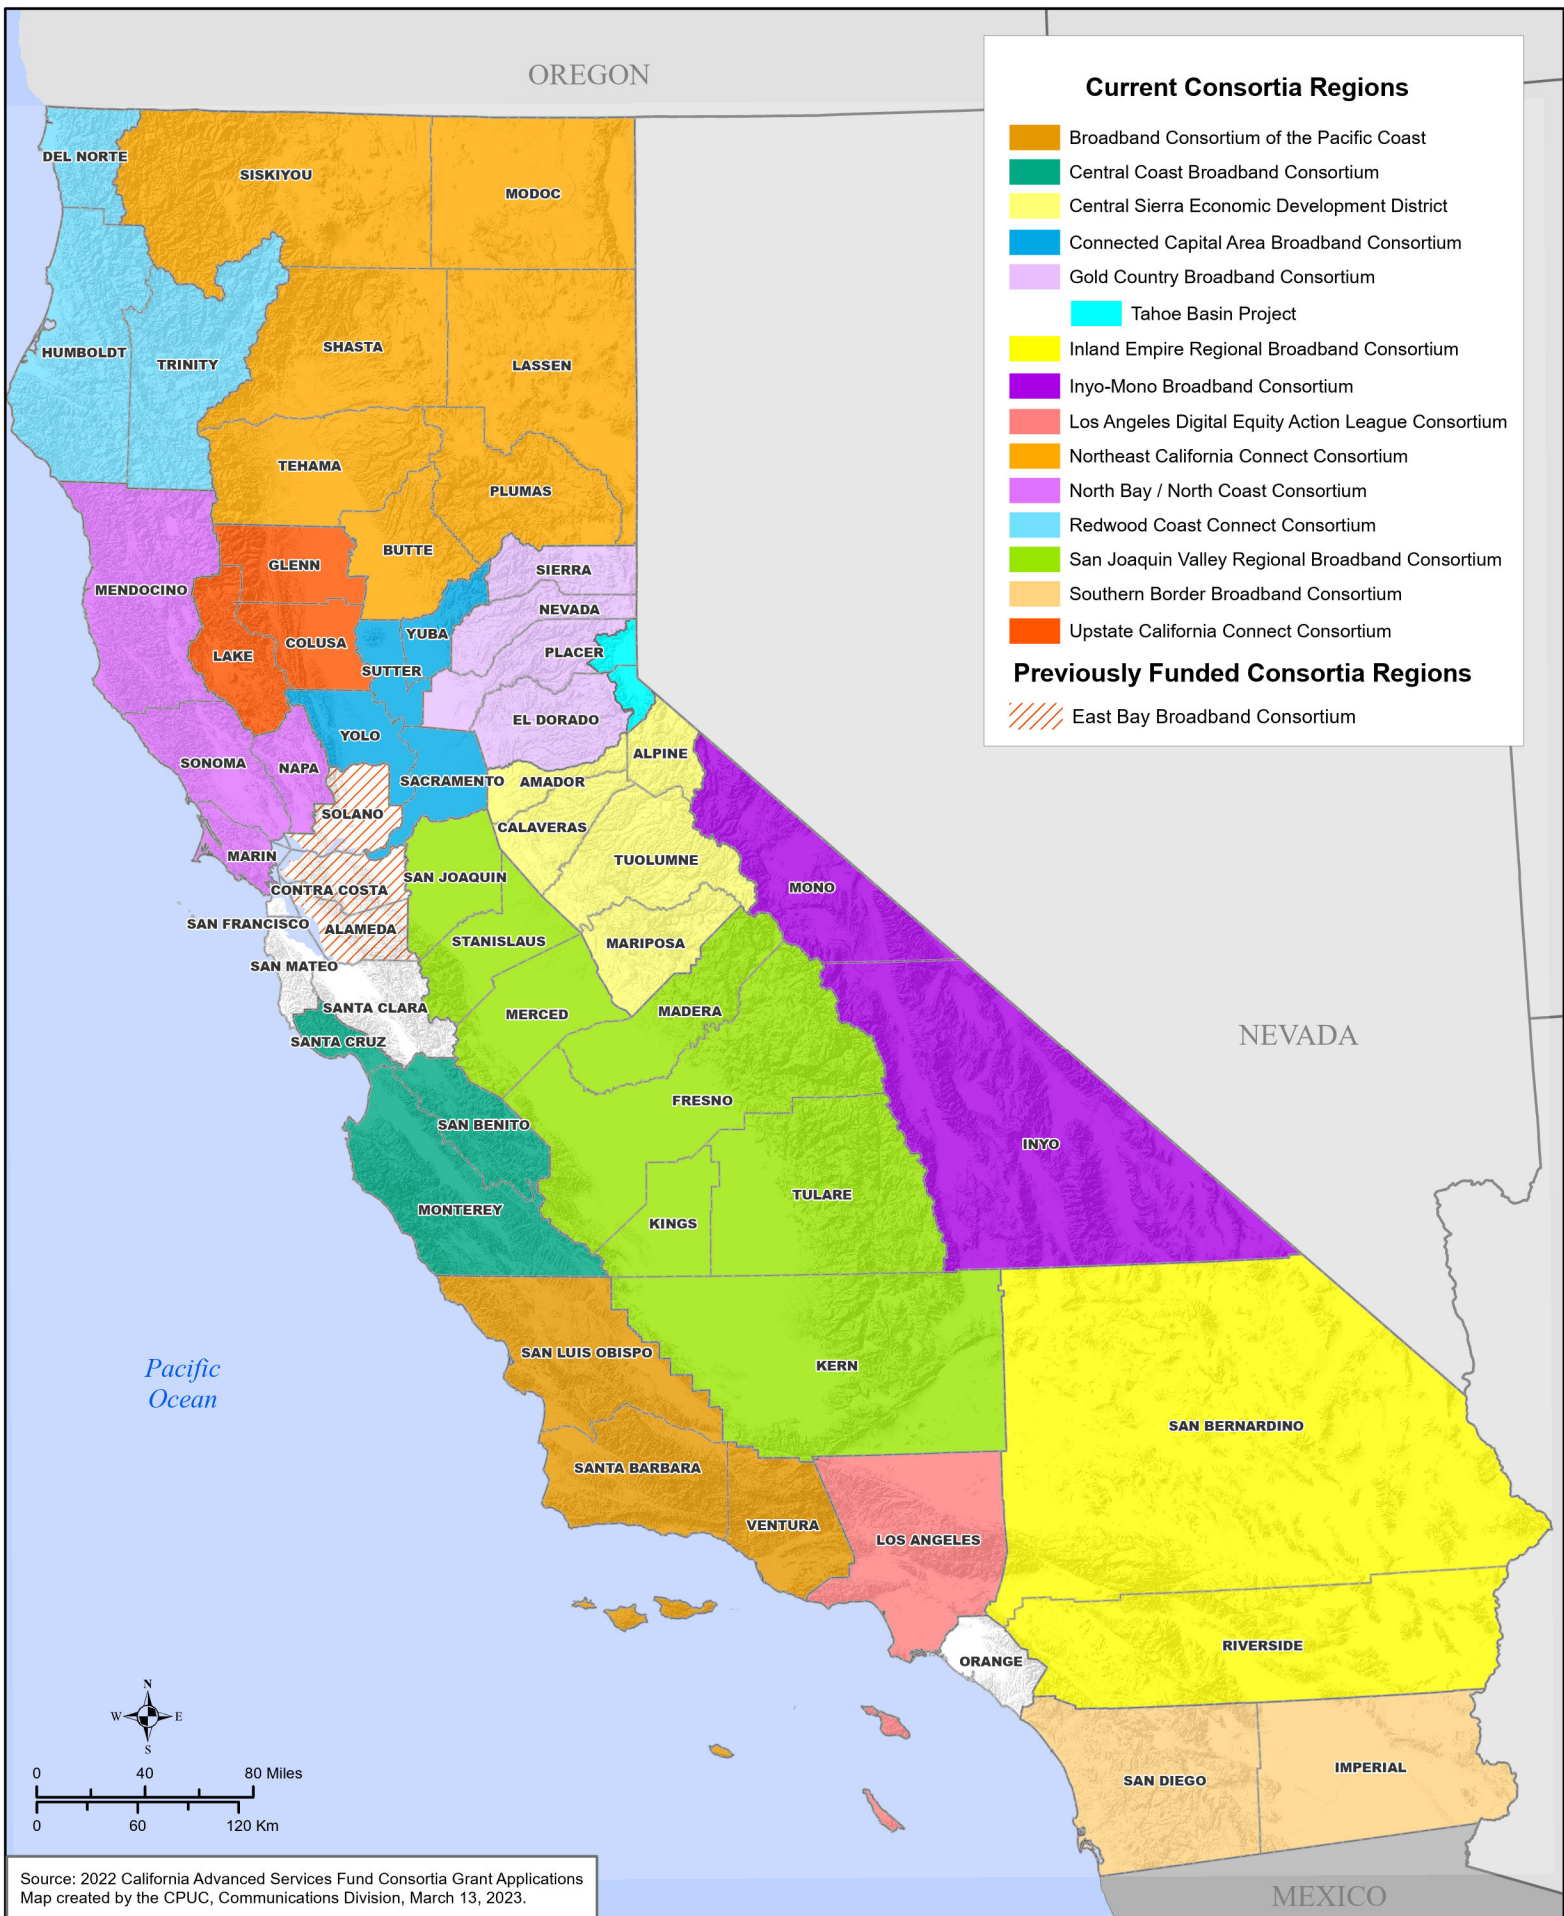 OREGON
Current Consortia Regions
Broadband Consortium of the Pacific Coast
Central Coast Broadband Consortium
Central Sierra Economic Development District
Connected Capital Area Broadband Consortium
Gold Country Broadband Consortium
Tahoe Basin Project
Inland Empire Regional Broadband Consortium
Inyo-Mono Broadband Consortium
Los Angeles Digital Equity Action League Consortium
Northeast California Connect Consortium
North Bay / North Coast Consortium
Redwood Coast Connect Consortium
San Joaquin Valley Regional Broadband Consortium
Southern Border Broadband Consortium
Upstate California Connect Consortium
Previously Funded Consortia Regions
East Bay Broadband Consortium
DEL NORTE
SISKIYOU
MODOC
HUMBOLDT
TRINITY
SHASTA
LASSEN
TEHAMA
PLUMAS
BUTTE
GLENN
SIERRA
MENDOCINO
NEVADA
YUBA
COLUSA
PLACER
LAKE
SUTTER
EL DORADO
YOLO
ALPINE
SONOMA
NAPA
SACRAMENTO
AMADOR
SOLANO
CALAVERAS
MARIN
TUOLUMNE
SAN JOAQUIN
CONTRA COSTA
MONO
SAN FRANCISCO
ALAMEDA
STANISLAUS
MARIPOSA
SAN MATEO
SANTA CLARA
MERCED
MADERA
NEVADA
SANTA CRUZ
FRESNO
SAN BENITO
INYO
TULARE
MONTEREY
KINGS
SAN LUIS OBISPO
KERN
Pacific
Ocean
SAN BERNARDINO
SANTA BARBARA
VENTURA
LOS ANGELES
RIVERSIDE
ORANGE
IMPERIAL
SAN DIEGO
N
W E
S
0 40 80 Miles
0 60 120 Km
Source: 2022 California Advanced Services Fund Consortia Grant Applications
Map created by the CPUC, Communications Division, March 13, 2023.
MEXICO